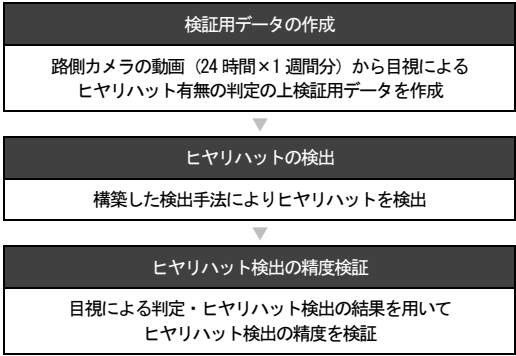 検証用データの作成
路側カメラの動画（24 時間×1 週間分）から目視による
ヒヤリハット有無の判定の上検証用データを作成
ヒヤリハットの検出
構築した検出手法によりヒヤリハットを検出
ヒヤリハット検出の精度検証
目視による判定・ヒヤリハット検出の結果を用いて
ヒヤリハット検出の精度を検証